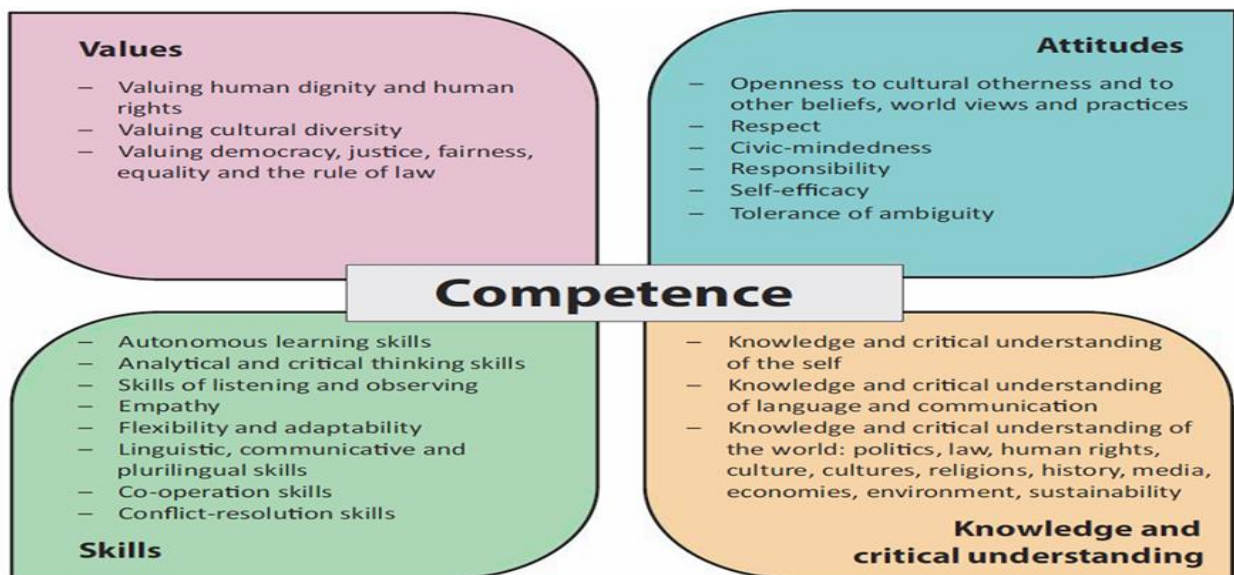 Values
– Valuing human dignity and human
rights
– Valuing cultural diversity
– Valuing democracy, justice, fairness,
equality and the rule of law
Attitudes
– Openness to cultural otherness and to
other beliefs, world views and practices
– Respect
– Civic-mindedness
– Responsibility
– Self-efficacy
– Tolerance of ambiguity
Competence
– Autonomous learning skills
– Analytical and critical thinking skills
– Skills of listening and observing
– Empathy
– Flexibility and adaptability
– Linguistic, communicative and
plurilingual skills
– Co-operation skills
– Conflict-resolution skills
Skills
– Knowledge and critical understanding
of the self
– Knowledge and critical understanding
of language and communication
– Knowledge and critical understanding of
the world: politics, law, human rights,
culture, cultures, religions, history, media,
economies, environment, sustainability
Knowledge and
critical understanding